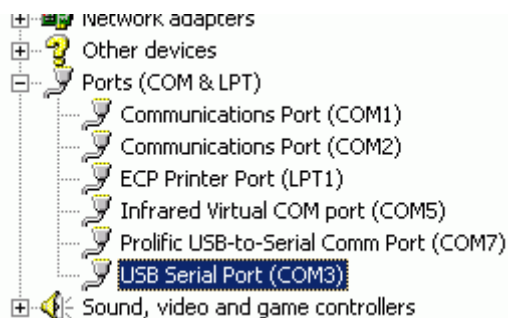 Network adapters
Other devices
Ports (COM & LPT)
Communications Port (COM1)
Communications Port (COM2)
ECP Printer Port (LPT1)
Infrared Virtual COM port (COM5)
Prolific USB-to-Serial Comm Port (COM7)
USB Serial Port (COM3)
Sound, video and game controllers